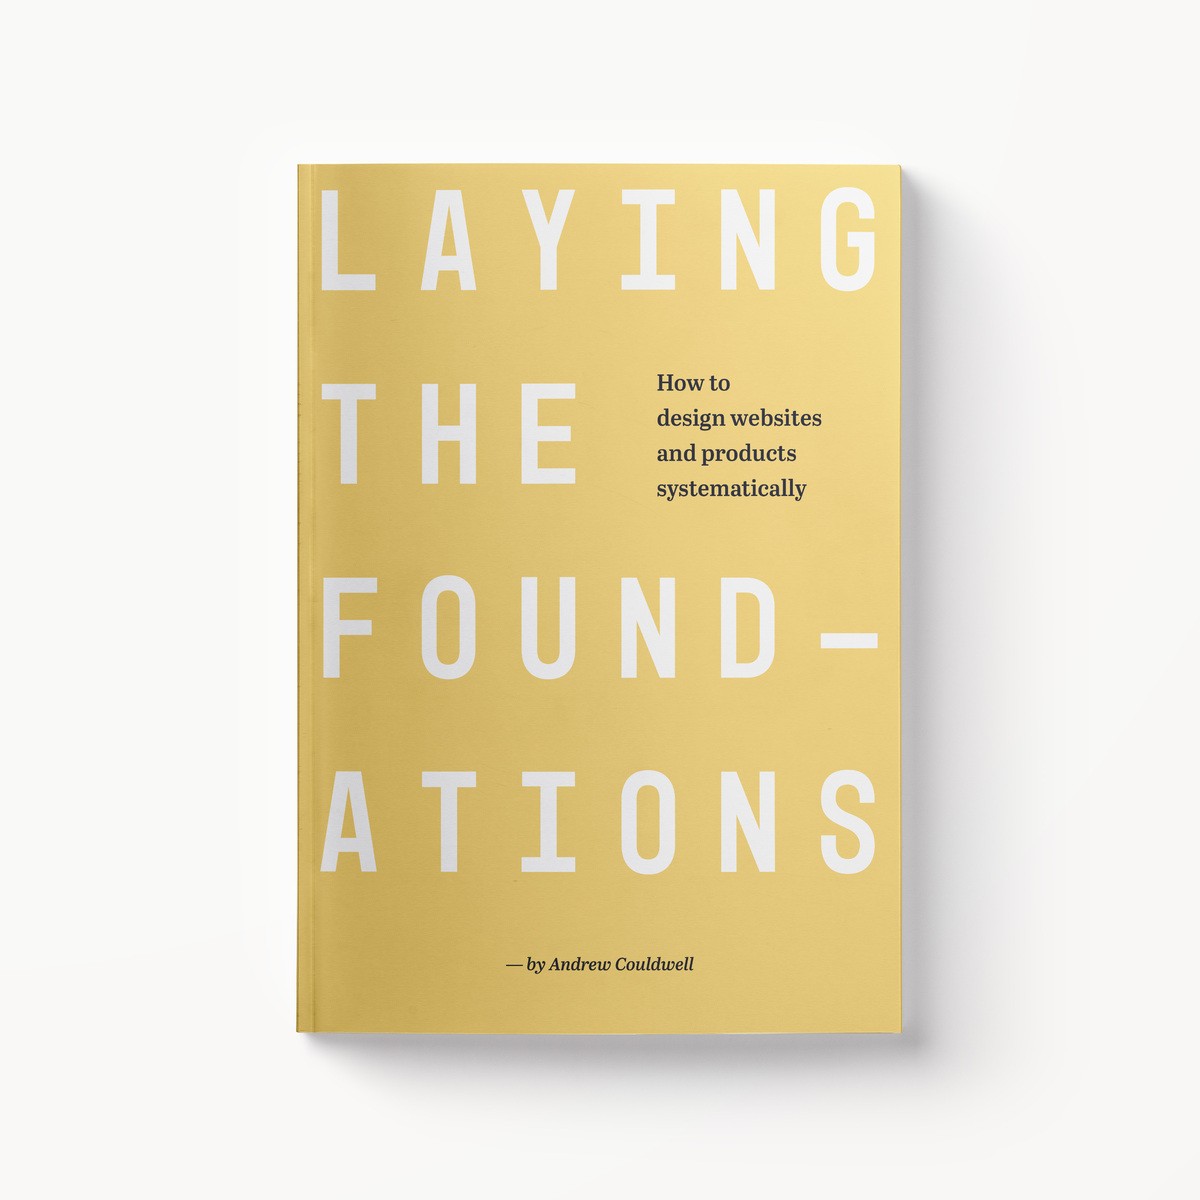 LAYING
THE
How to
design websites
and products
systematically
FOUND–
ATIONS
— by Andrew Couldwell